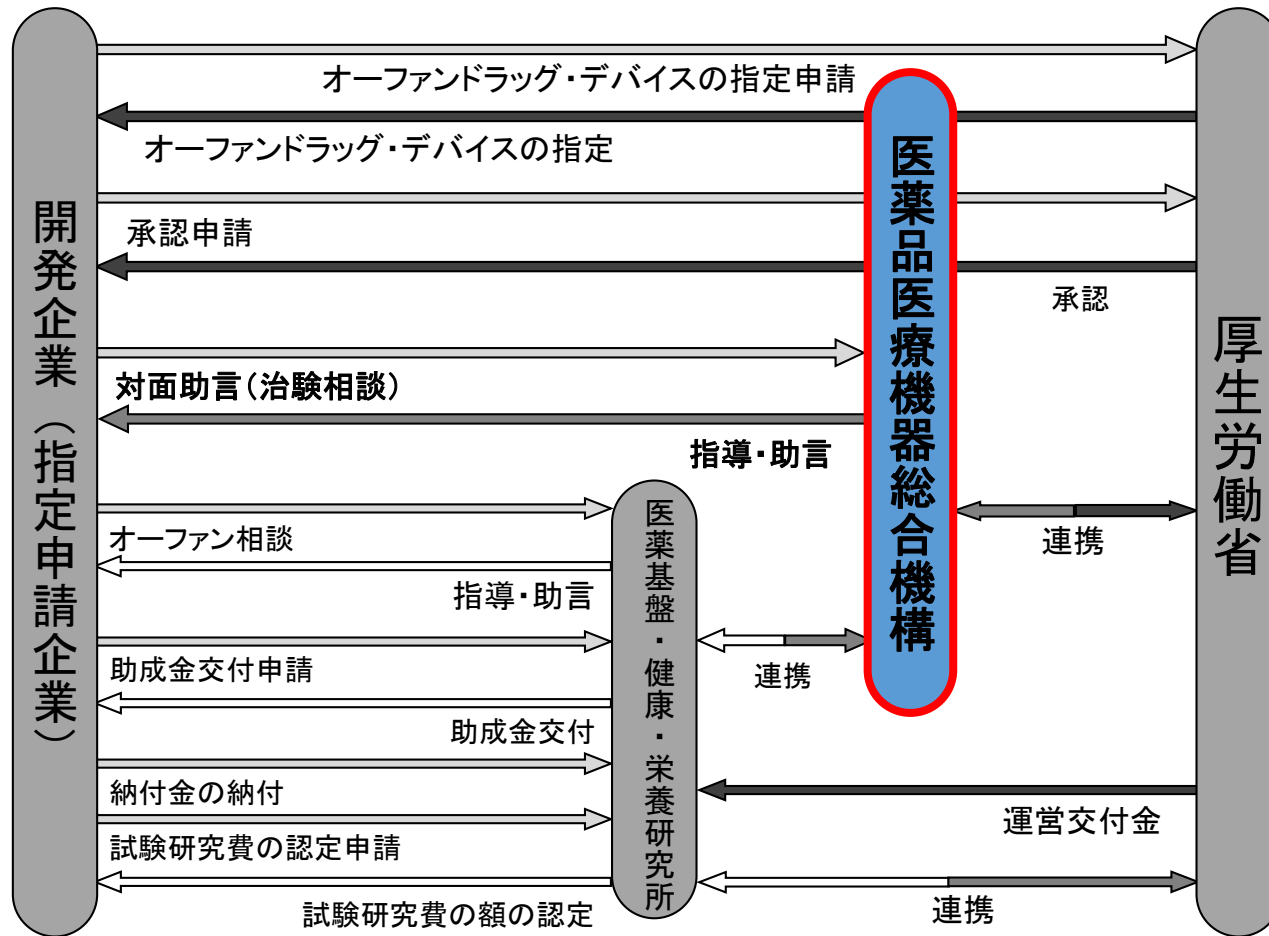 オーファンドラッグ・デバイスの指定申請
オーファンドラッグ・デバイスの指定
承認申請
承認
対面助言(治験相談)
指導・助言
オーファン相談
指導・助言
助成金交付申請
助成金交付
納付金の納付
試験研究費の認定申請
試験研究費の額の認定
連携
連携
運営交付金
連携
開発企業（指定申請企業）
医薬基盤・健康・栄養研究所
医薬品医療機器総合機構
厚生労働省